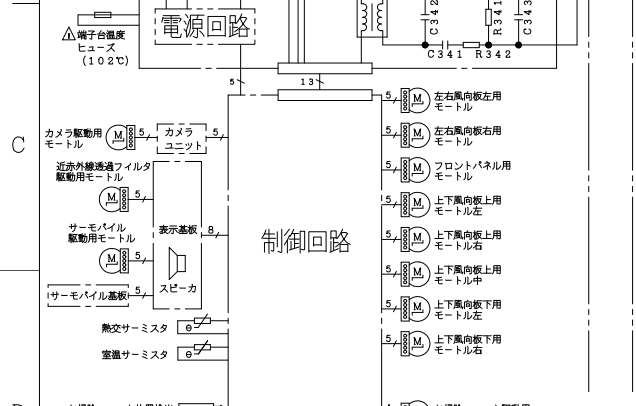 電源回路
⚠端子台温度
ヒューズ
(102℃)
C342
R341
C343
C341 R342
5
13
C
カメラ駆動用
モートル
M
5
カメラ
ユニット
5
近赤外線透過フィルタ
駆動用モートル
M
5
サーモパイル
駆動用モートル
M
5
表示基板
8
スピーカ
サーモパイル基板
5
熱交サーミスタ
θ
室温サーミスタ
θ
制御回路
5
M
左右風向板左用
モートル
5
M
左右風向板右用
モートル
5
M
フロントパネル用
モートル
5
M
上下風向板上用
モートル左
5
M
上下風向板上用
モートル右
5
M
上下風向板上用
モートル中
5
M
上下風向板下用
モートル左
5
M
上下風向板下用
モートル右